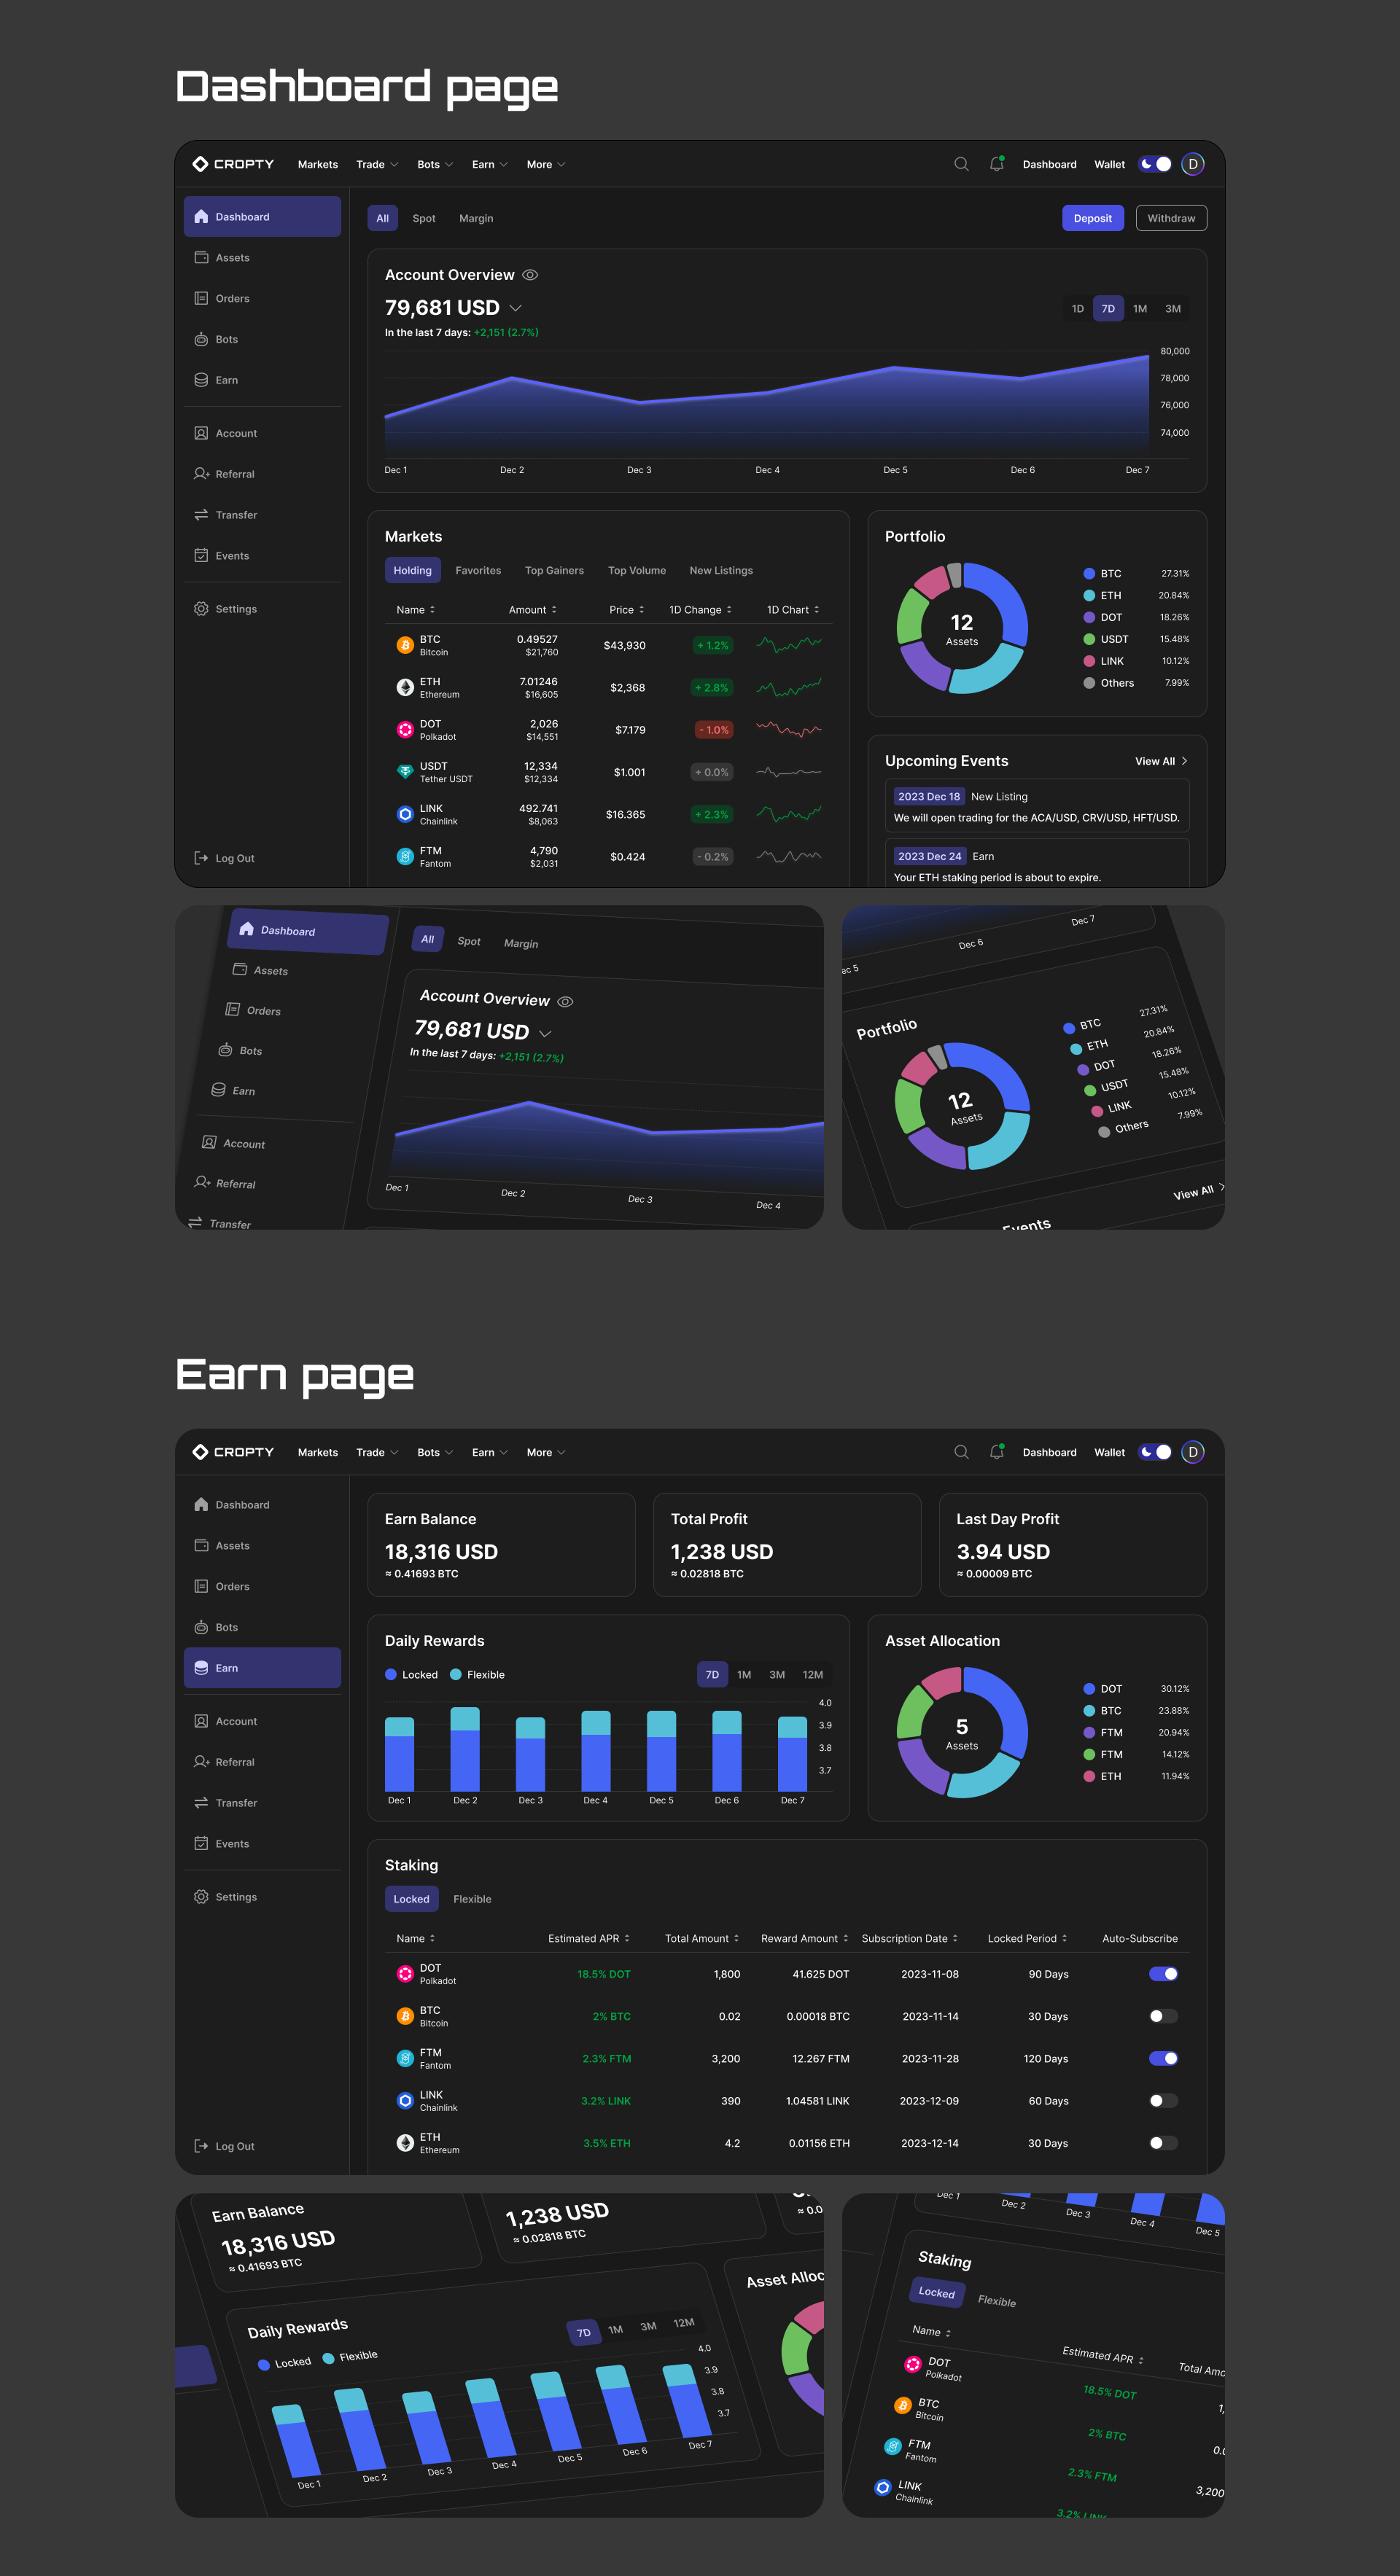 Dashboard page
CROPTY Markets Trade Bots Earn More Dashboard Wallet D
Dashboard
Assets
Orders
Bots
Earn
Account
Referral
Transfer
Events
Settings
Log Out
All Spot Margin Deposit Withdraw
Account Overview
79,681 USD 1D 7D 1M 3M
In the last 7 days: +2,151 (2.7%)
80,000
78,000
76,000
74,000
Dec 1 Dec 2 Dec 3 Dec 4 Dec 5 Dec 6 Dec 7
Markets
Holding Favorites Top Gainers Top Volume New Listings
Name Amount Price 1D Change 1D Chart
BTC 0.49527 $43,930 + 1.2%
Bitcoin $21,760
ETH 7.01246 $2,368 + 2.8%
Ethereum $16,605
DOT 2,026 $7.179 - 1.0%
Polkadot $14,551
USDT 12,334 $1.001 + 0.0%
Tether USDT $12,334
LINK 492.741 $16.365 + 2.3%
Chainlink $8,063
FTM 4,790 $0.424 - 0.2%
Fantom $2,031
Portfolio
12
Assets
BTC 27.31%
ETH 20.84%
DOT 18.26%
USDT 15.48%
LINK 10.12%
Others 7.99%
Upcoming Events View All
2023 Dec 18 New Listing
We will open trading for the ACA/USD, CRV/USD, HFT/USD.
2023 Dec 24 Earn
Your ETH staking period is about to expire.
Dashboard
Assets
Orders
Bots
Earn
Account
Referral
Transfer
All Spot Margin
Account Overview
79,681 USD
In the last 7 days: +2,151 (2.7%)
Dec 1 Dec 2 Dec 3 Dec 4
ec 5 Dec 6 Dec 7
Portfolio
12
Assets
BTC 27.31%
ETH 20.84%
DOT 18.26%
USDT 15.48%
LINK 10.12%
Others 7.99%
Events View All
Earn page
CROPTY Markets Trade Bots Earn More Dashboard Wallet D
Dashboard
Assets
Orders
Bots
Earn
Account
Referral
Transfer
Events
Settings
Log Out
Earn Balance
18,316 USD
≈ 0.41693 BTC
Total Profit
1,238 USD
≈ 0.02818 BTC
Last Day Profit
3.94 USD
≈ 0.00009 BTC
Daily Rewards
Locked Flexible 7D 1M 3M 12M
4.0
3.9
3.8
3.7
Dec 1 Dec 2 Dec 3 Dec 4 Dec 5 Dec 6 Dec 7
Asset Allocation
5
Assets
DOT 30.12%
BTC 23.88%
FTM 20.94%
FTM 14.12%
ETH 11.94%
Staking
Locked Flexible
Name Estimated APR Total Amount Reward Amount Subscription Date Locked Period Auto-Subscribe
DOT 18.5% DOT 1,800 41.625 DOT 2023-11-08 90 Days
Polkadot
BTC 2% BTC 0.02 0.00018 BTC 2023-11-14 30 Days
Bitcoin
FTM 2.3% FTM 3,200 12.267 FTM 2023-11-28 120 Days
Fantom
LINK 3.2% LINK 390 1.04581 LINK 2023-12-09 60 Days
Chainlink
ETH 3.5% ETH 4.2 0.01156 ETH 2023-12-14 30 Days
Ethereum
Earn Balance
18,316 USD
≈ 0.41693 BTC
1,238 USD
≈ 0.02818 BTC
≈ 0.0
Daily Rewards
Locked Flexible 7D 1M 3M 12M
4.0
3.9
3.8
3.7
Dec 1 Dec 2 Dec 3 Dec 4 Dec 5 Dec 6 Dec 7
Asset Alloc
Dec 1 Dec 2 Dec 3 Dec 4 Dec 5
Staking
Locked Flexible
Name Estimated APR Total Amo
DOT 18.5% DOT 1,
Polkadot
BTC 2% BTC 0.0
Bitcoin
FTM 2.3% FTM 3,200
Fantom
LINK 3.2% LINK
Chainlink